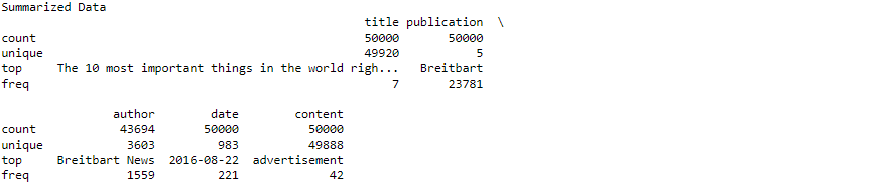 Summarized Data
title publication \
count 50000 50000
unique 49920 5
top The 10 most important things in the world righ... Breitbart
freq 7 23781
author date content
count 43694 50000 50000
unique 3603 983 49888
top Breitbart News 2016-08-22 advertisement
freq 1559 221 42